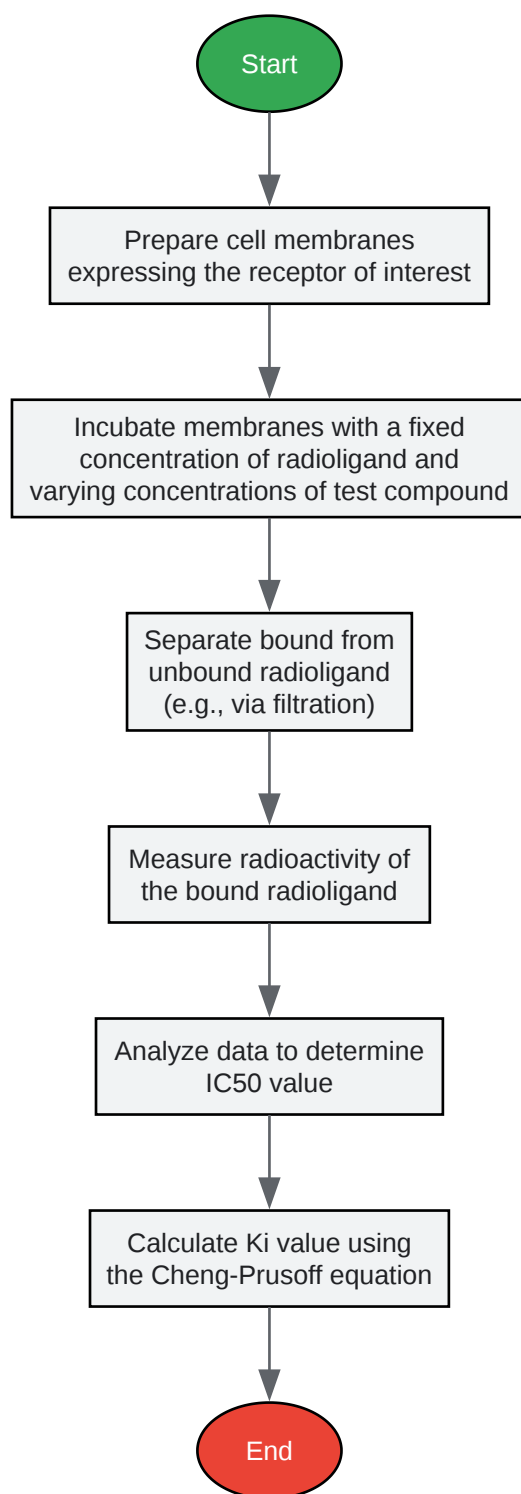 Start
Prepare cell membranes
expressing the receptor of interest
Incubate membranes with a fixed
concentration of radioligand and
varying concentrations of test compound
Separate bound from
unbound radioligand
(e.g., via filtration)
Measure radioactivity of
the bound radioligand
Analyze data to determine
IC50 value
Calculate Ki value using
the Cheng-Prusoff equation
End